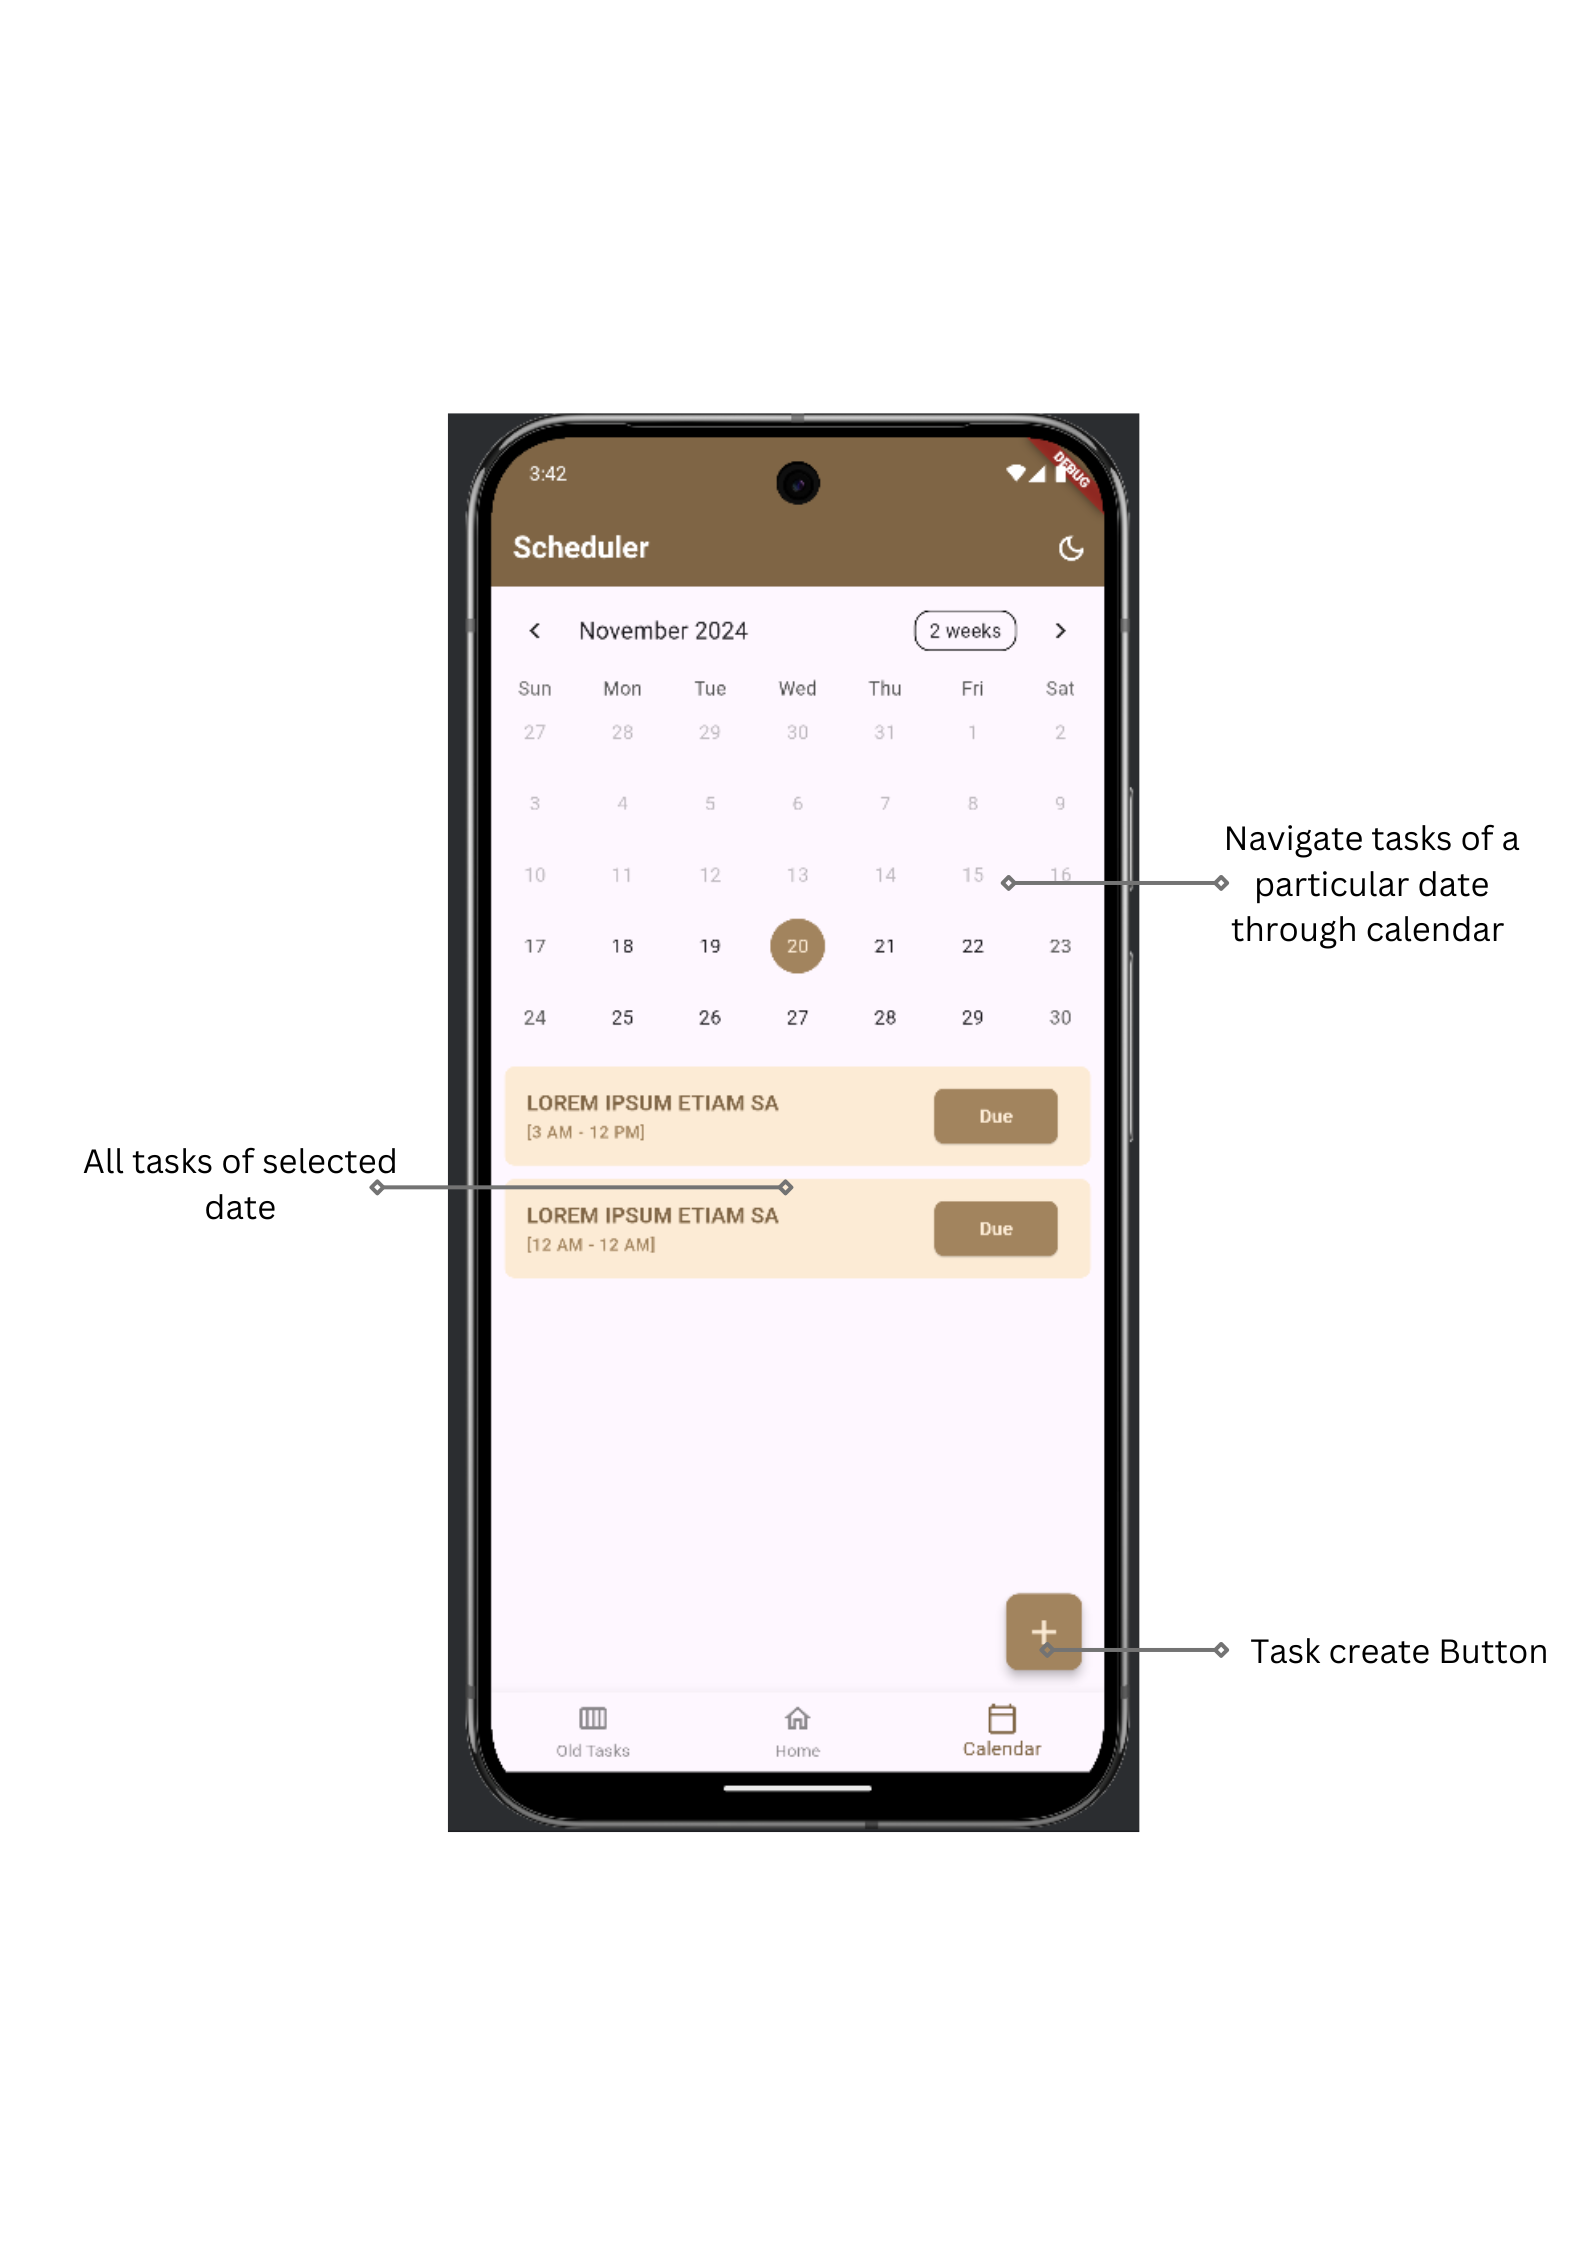 3:42
DEBUG
Scheduler
November 2024
2 weeks
Sun Mon Tue Wed Thu Fri Sat
27 28 29 30 31 1 2
3 4 5 6 7 8 9
10 11 12 13 14 15 16
17 18 19 20 21 22 23
24 25 26 27 28 29 30
Navigate tasks of a
particular date
through calendar
LOREM IPSUM ETIAM SA
[3 AM - 12 PM]
Due
All tasks of selected
date
LOREM IPSUM ETIAM SA
[12 AM - 12 AM]
Due
Task create Button
Old Tasks
Home
Calendar